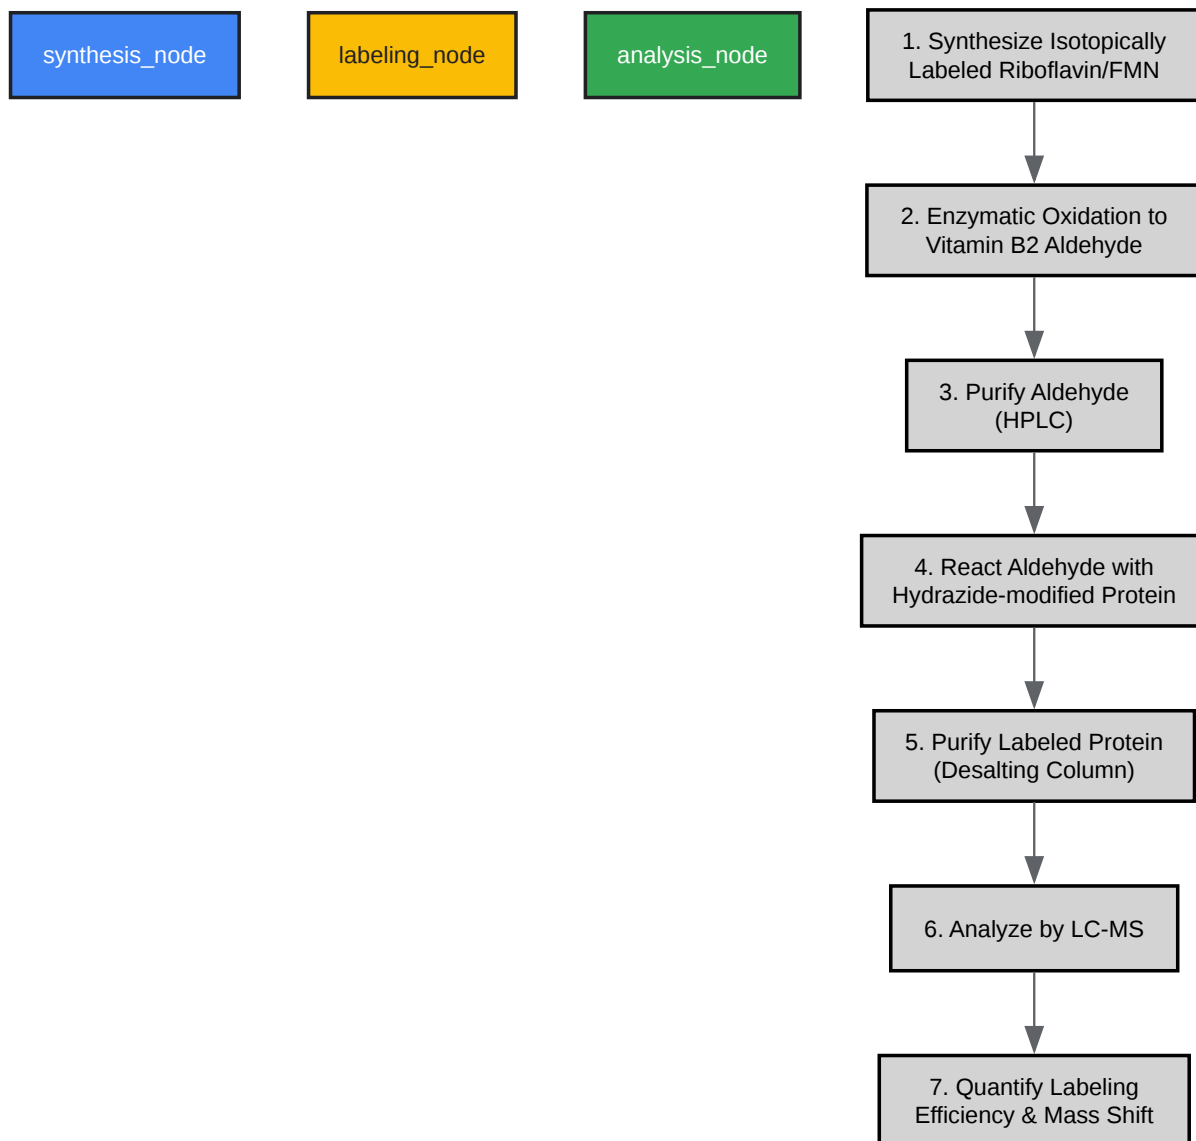 synthesis_node
labeling_node
analysis_node
1. Synthesize Isotopically
Labeled Riboflavin/FMN
2. Enzymatic Oxidation to
Vitamin B2 Aldehyde
3. Purify Aldehyde
(HPLC)
4. React Aldehyde with
Hydrazide-modified Protein
5. Purify Labeled Protein
(Desalting Column)
6. Analyze by LC-MS
7. Quantify Labeling
Efficiency & Mass Shift